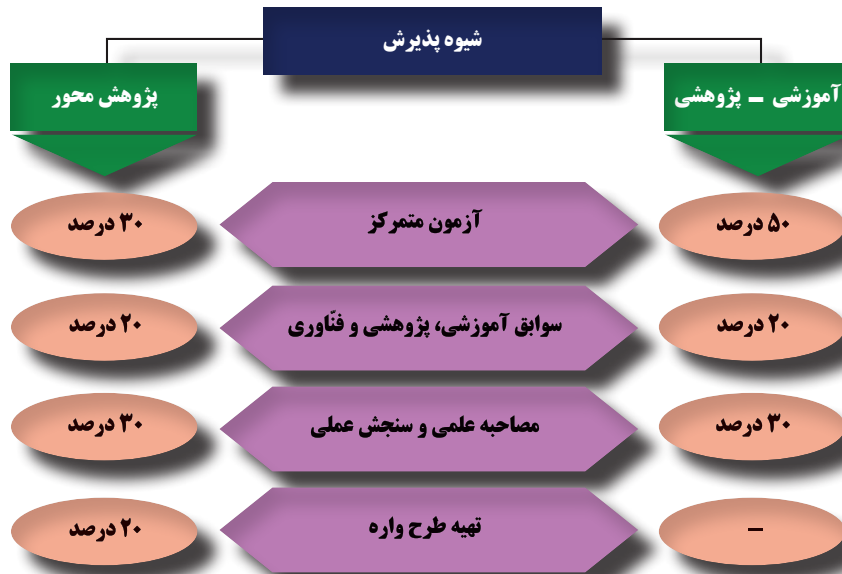 شیوه پذیرش
آموزشی - پژوهشی
پژوهش محور
۵۰ درصد
آزمون متمرکز
۳۰ درصد
۲۰ درصد
سوابق آموزشی، پژوهشی و فنّاوری
۲۰ درصد
۳۰ درصد
مصاحبه علمی و سنجش عملی
۳۰ درصد
-
تهیه طرح واره
۲۰ درصد